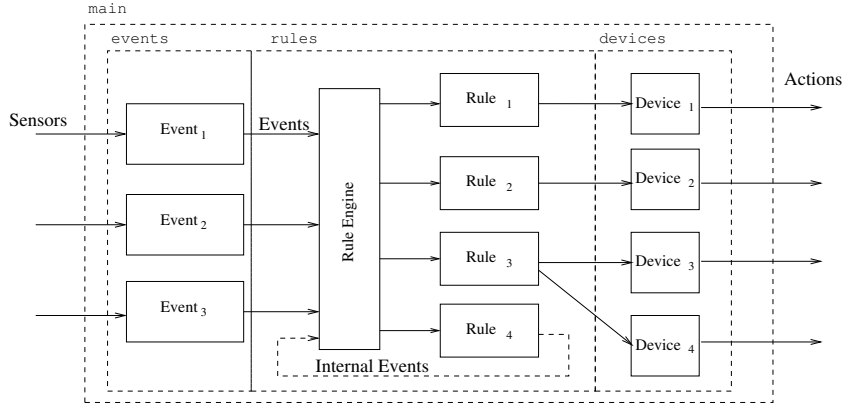 main
events
rules
devices
Sensors
Event 1
Event 2
Event 3
Events
Rule Engine
Rule 1
Rule 2
Rule 3
Rule 4
Internal Events
Device 1
Device 2
Device 3
Device 4
Actions